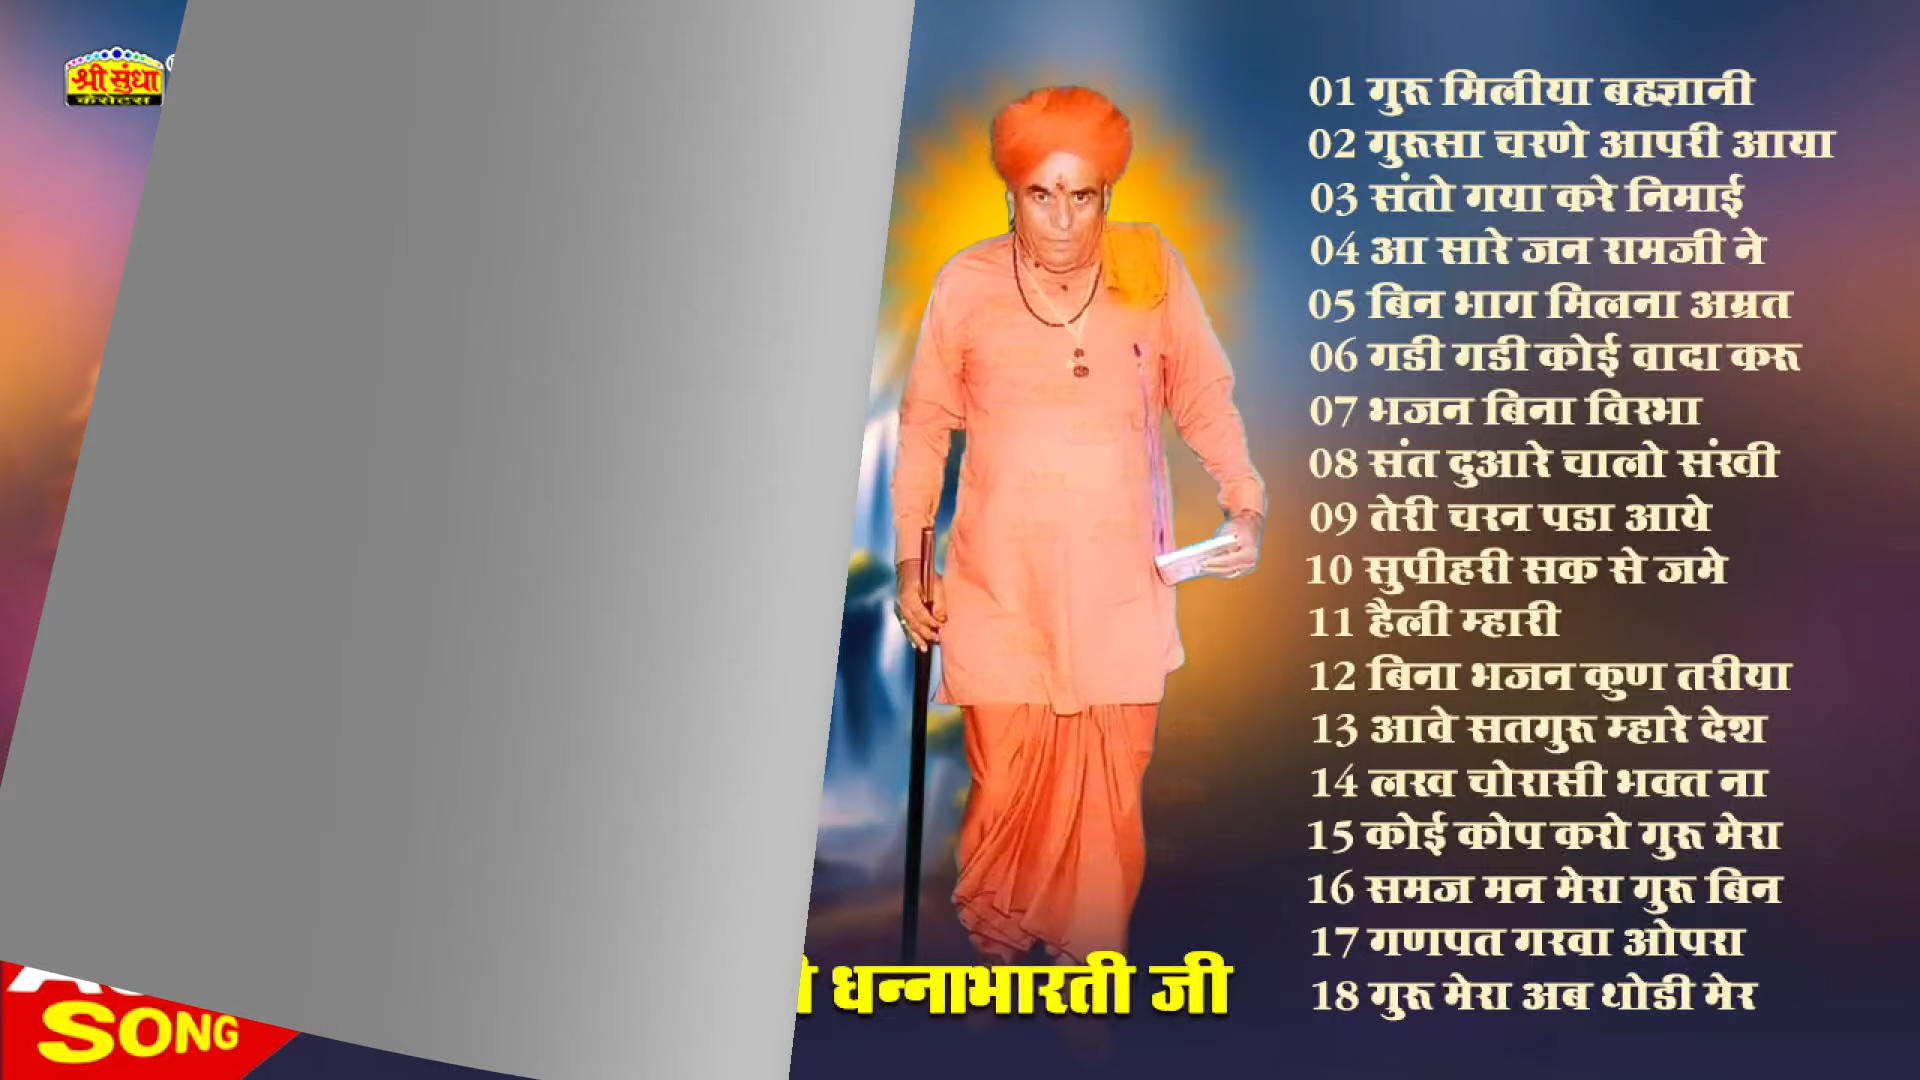 श्री सुंधा
कैसेट्स
01 गुरू मिलीया बह्ज्ञानी
02 गुरूसा चरणे आपरी आया
03 संतो गया करे निमाई
04 आ सारे जन रामजी ने
05 बिन भाग मिलना अम्रत
06 गडी गडी कोई वादा करू
07 भजन बिना विरभा
08 संत दुआरे चालो संखी
09 तेरी चरन पडा आये
10 सुपीहरी सक से जमे
11 हैली म्हारी
12 बिना भजन कुण तरीया
13 आवे सतगुरू म्हारे देश
14 लख चोरासी भक्त ना
15 कोई कोप करो गुरू मेरा
16 समज मन मेरा गुरू बिन
17 गणपत गरवा ओपरा
18 गुरू मेरा अब थोडी मेर
धन्नाभारती जी
SONG